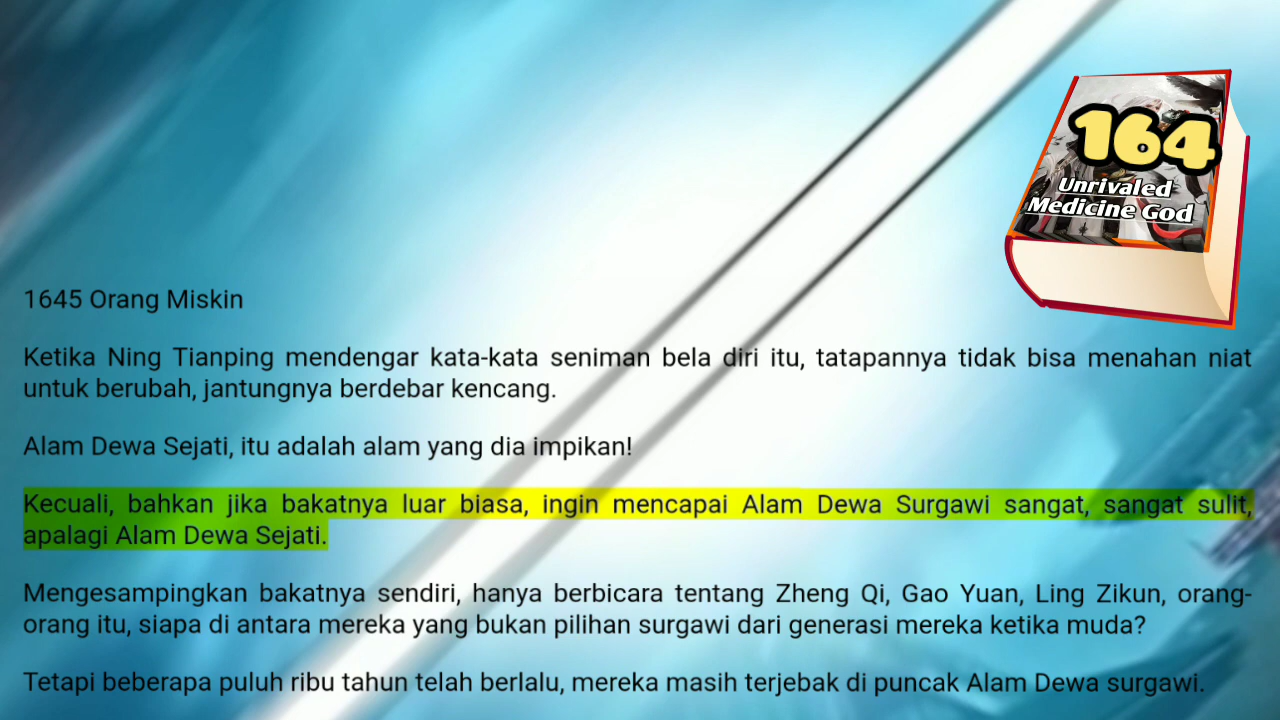 164
Unrivaled
Medicine God
1645 Orang Miskin
Ketika Ning Tianping mendengar kata-kata seniman bela diri itu, tatapannya tidak bisa menahan niat
untuk berubah, jantungnya berdebar kencang.
Alam Dewa Sejati, itu adalah alam yang dia impikan!
Kecuali, bahkan jika bakatnya luar biasa, ingin mencapai Alam Dewa Surgawi sangat, sangat sulit,
apalagi Alam Dewa Sejati.
Mengesampingkan bakatnya sendiri, hanya berbicara tentang Zheng Qi, Gao Yuan, Ling Zikun, orang-
orang itu, siapa di antara mereka yang bukan pilihan surgawi dari generasi mereka ketika muda?
Tetapi beberapa puluh ribu tahun telah berlalu, mereka masih terjebak di puncak Alam Dewa surgawi.